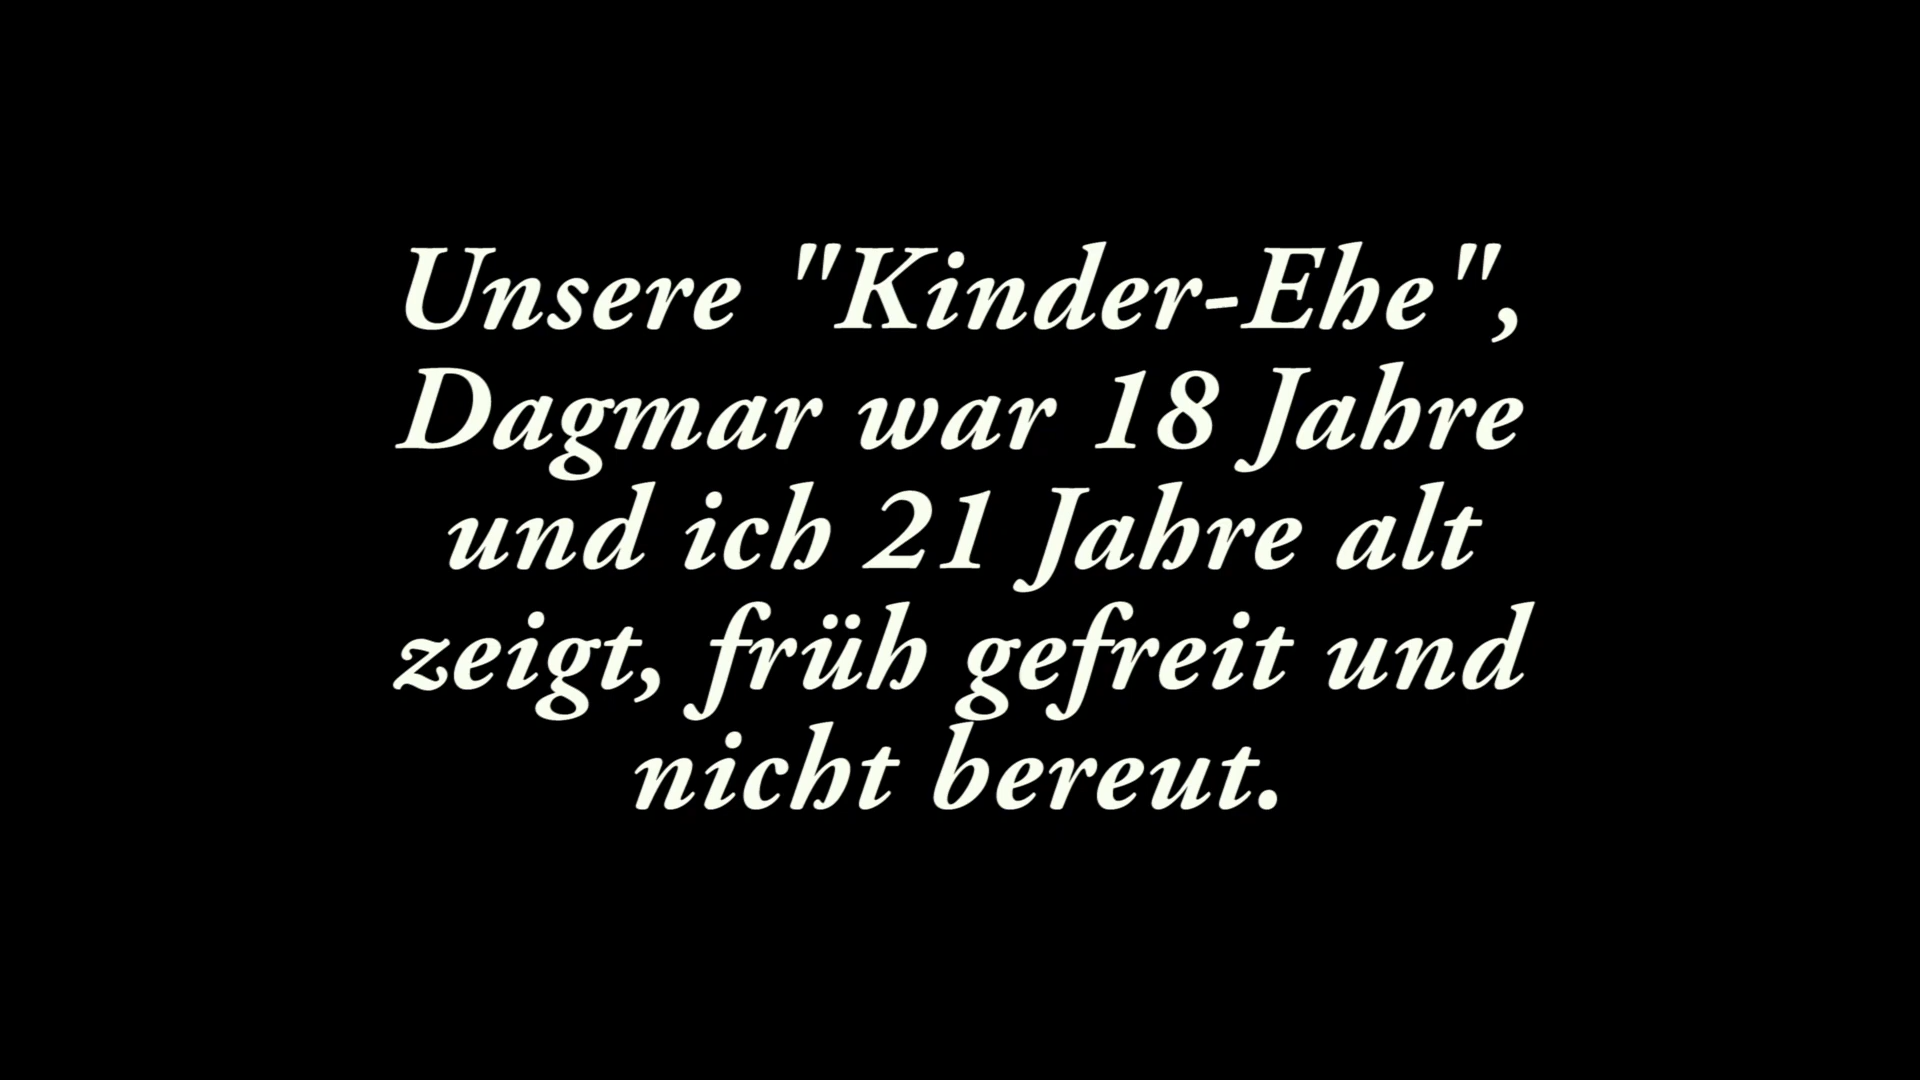 Unsere "Kinder-Ehe",
Dagmar war 18 Jahre
und ich 21 Jahre alt
zeigt, früh gefreit und
nicht bereut.